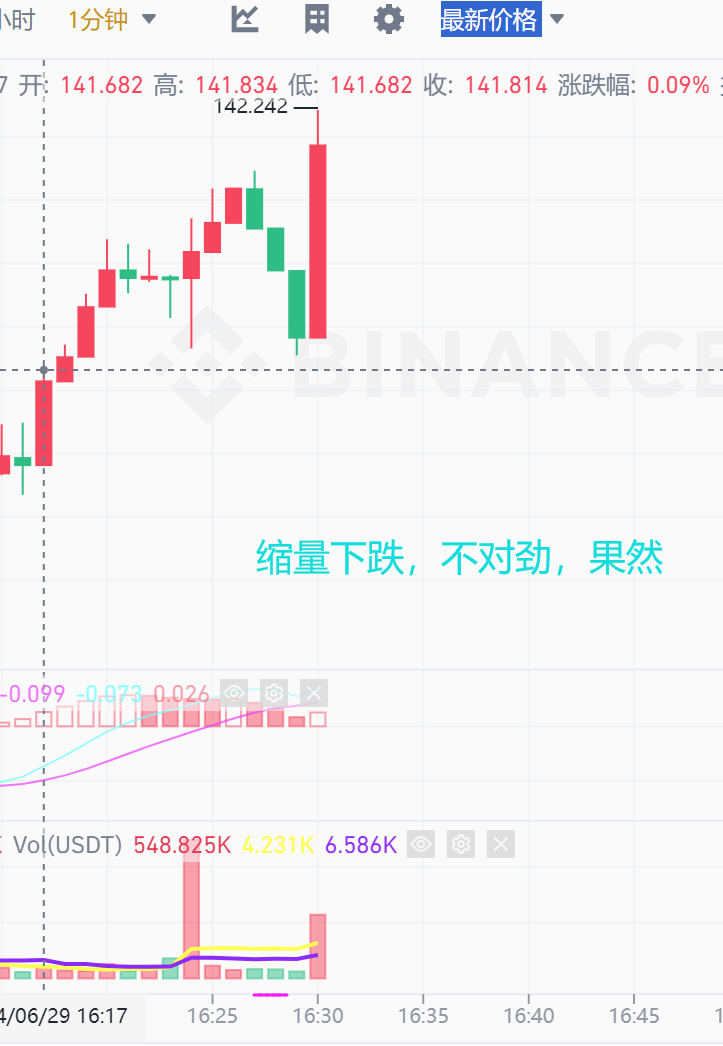 小时 1分钟 最新价格
7 开: 141.682 高: 141.834 低: 141.682 收: 141.814 涨跌幅: 0.09%
142.242
BINANCE
缩量下跌，不对劲，果然
-0.099 -0.073 0.026
Vol(USDT) 548.825K 4.231K 6.586K
4/06/29 16:17 16:25 16:30 16:35 16:40 16:45